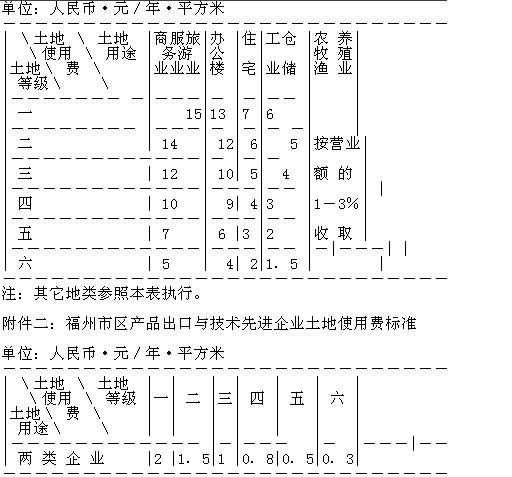 单位：人民币·元／年·平方米
＼土地 ＼ 土地 商服旅 办 住 工仓 农 养
＼使用 ＼ 用途 务游 公 牧 殖
土地＼ 费 ＼ 业业业 楼 宅 业储 渔 业
等级＼ ＼
一 15 13 7 6
二 14 12 6 5 按营业
三 12 10 5 4 额 的
四 10 9 4 3 1－3％
五 7 6 3 2 收 取
六 5 4 2 1．5
注：其它地类参照本表执行。
附件二：福州市区产品出口与技术先进企业土地使用费标准
单位：人民币·元／年·平方米
＼土地 ＼ 土地
＼使用 ＼ 等级 一 二 三 四 五 六
土地＼ 费 ＼
用途＼ ＼
两 类 企 业 2 1．5 1 0．8 0．5 0．3